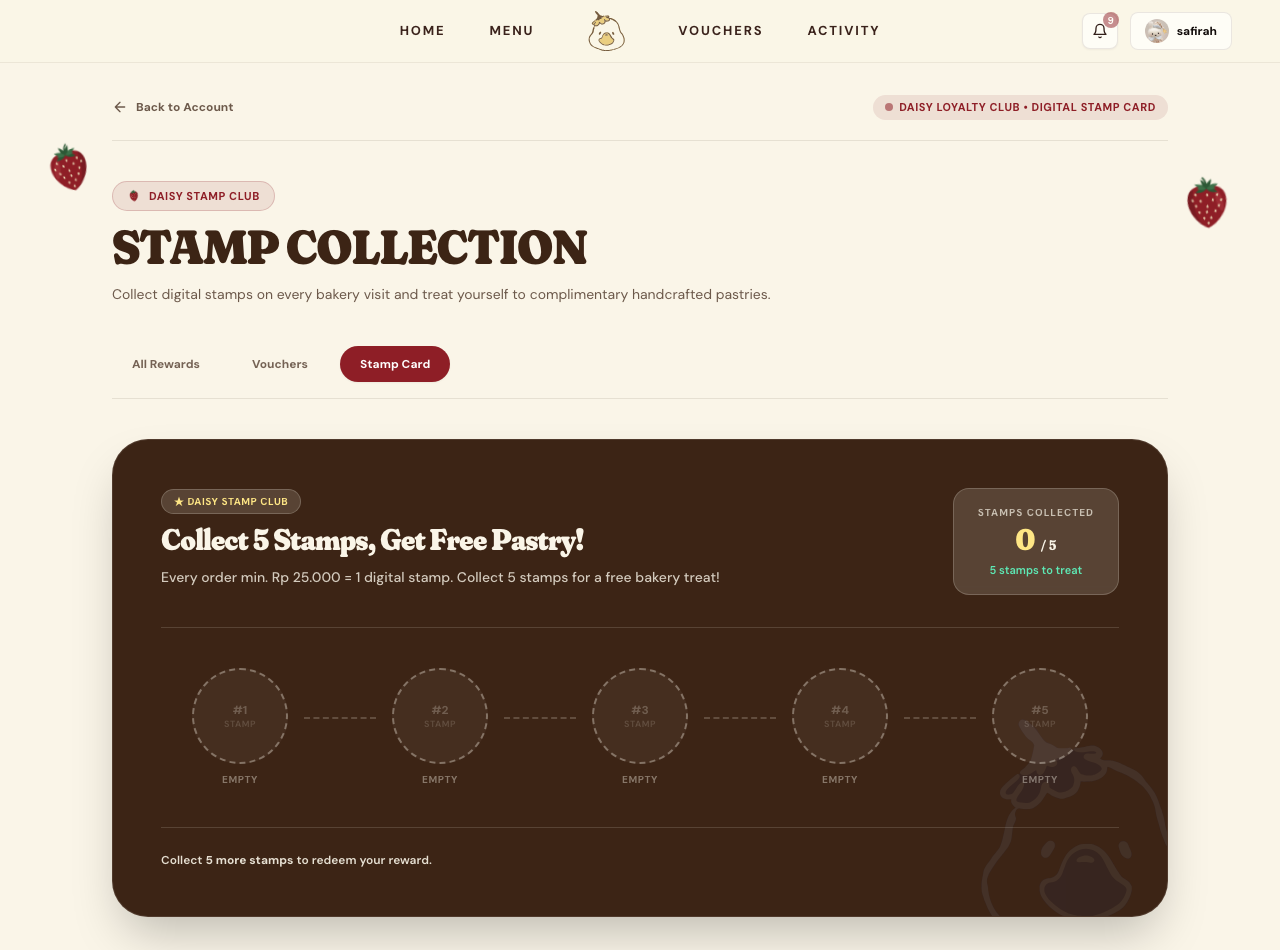 HOME
MENU
VOUCHERS
ACTIVITY
9
safirah
Back to Account
DAISY LOYALTY CLUB • DIGITAL STAMP CARD
DAISY STAMP CLUB
STAMP COLLECTION
Collect digital stamps on every bakery visit and treat yourself to complimentary handcrafted pastries.
All Rewards
Vouchers
Stamp Card
★ DAISY STAMP CLUB
Collect 5 Stamps, Get Free Pastry!
Every order min. Rp 25.000 = 1 digital stamp. Collect 5 stamps for a free bakery treat!
STAMPS COLLECTED
0 / 5
5 stamps to treat
#1
STAMP
EMPTY
#2
STAMP
EMPTY
#3
STAMP
EMPTY
#4
STAMP
EMPTY
#5
STAMP
EMPTY
Collect 5 more stamps to redeem your reward.